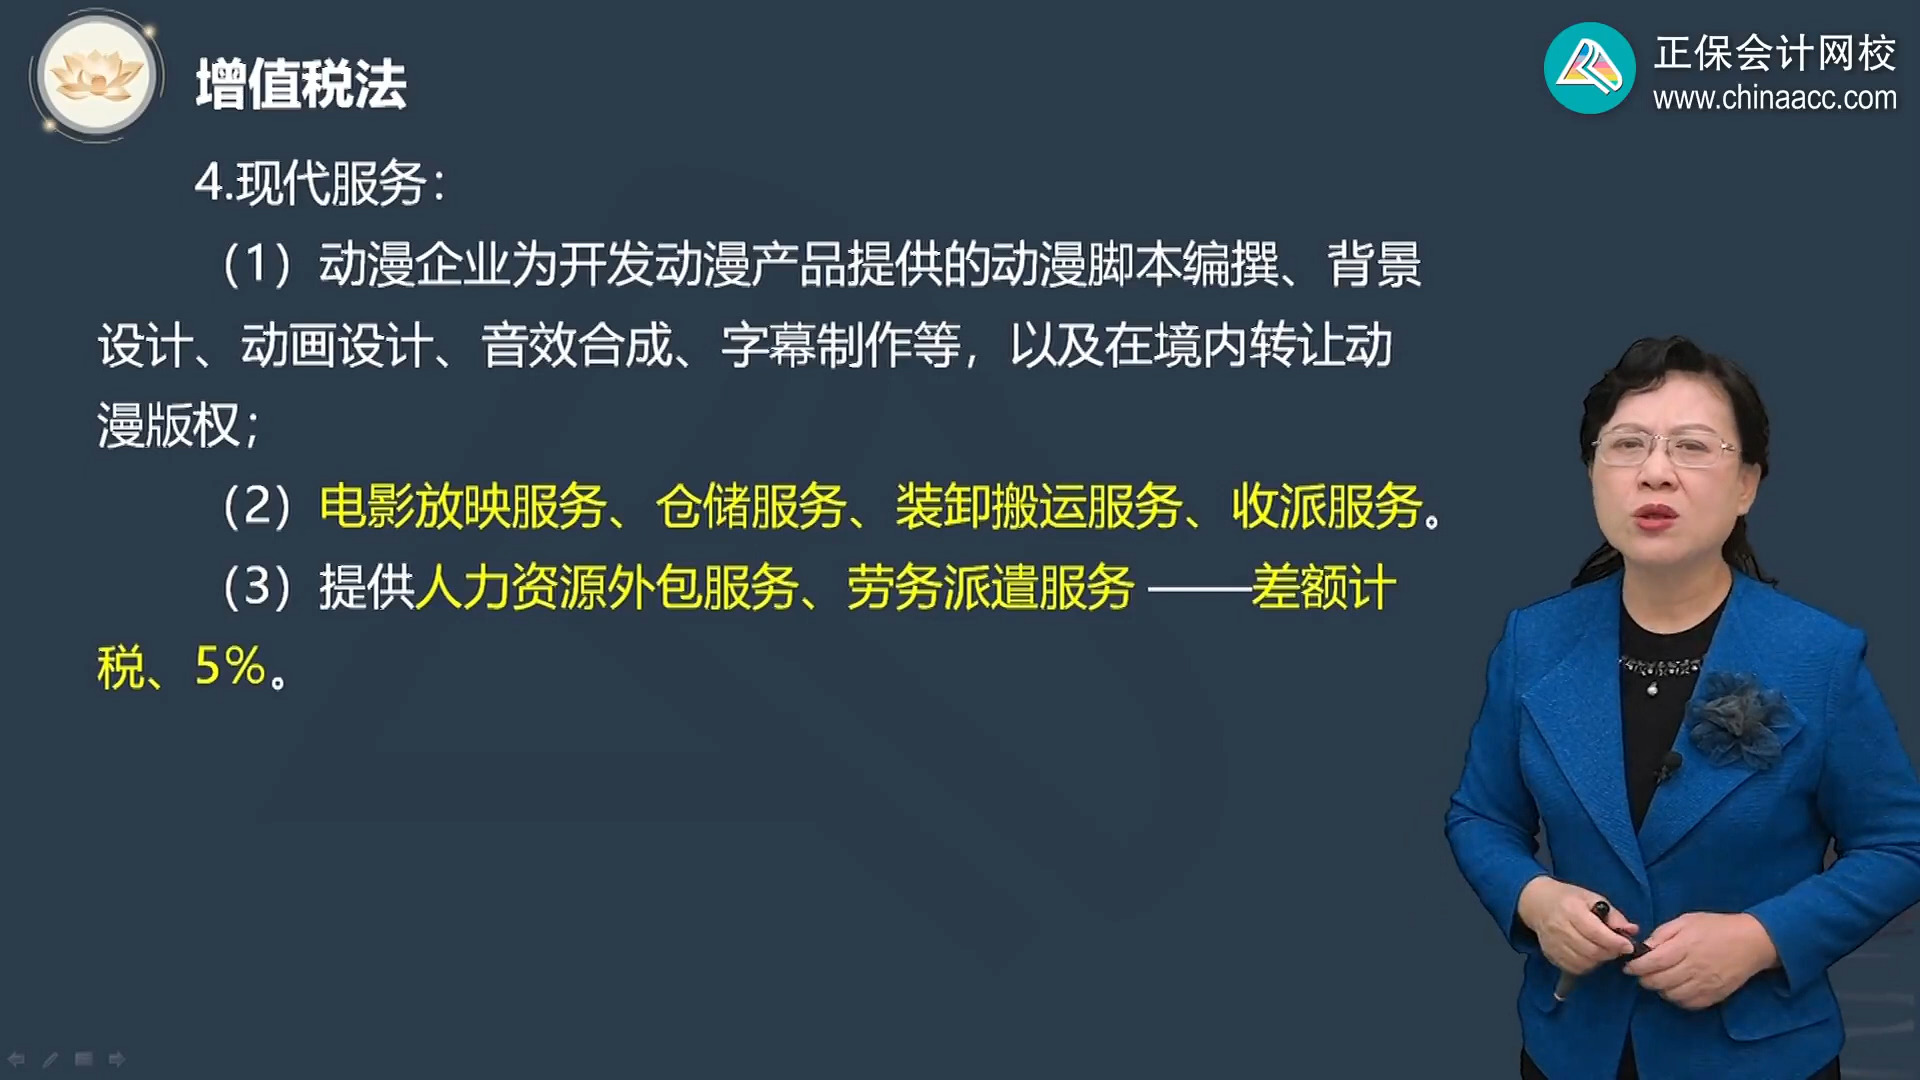 增值税法
正保会计网校
www.chinaacc.com
4.现代服务：
（1）动漫企业为开发动漫产品提供的动漫脚本编撰、背景
设计、动画设计、音效合成、字幕制作等，以及在境内转让动
漫版权；
（2）电影放映服务、仓储服务、装卸搬运服务、收派服务。
（3）提供人力资源外包服务、劳务派遣服务 ——差额计
税、5%。